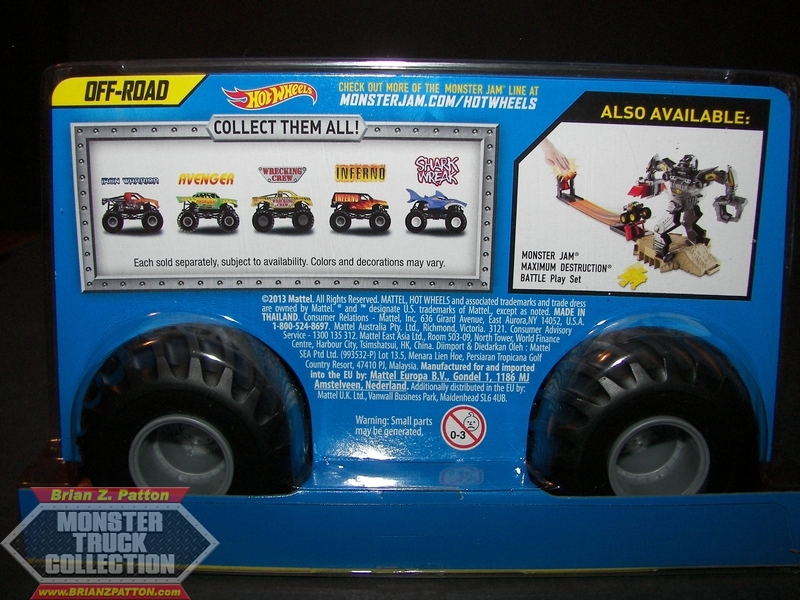 OFF-ROAD
Hot Wheels
CHECK OUT MORE OF THE MONSTER JAM® LINE AT
MONSTERJAM.COM/HOTWHEELS
COLLECT THEM ALL!
IRON WARRIOR
AVENGER
WRECKING
CREW
INFERNO
SHARK
WREAK
WRECKING
CREW
INFERNO
Each sold separately, subject to availability. Colors and decorations may vary.
ALSO AVAILABLE:
MONSTER JAM®
MAXIMUM DESTRUCTION®
BATTLE Play Set
©2013 Mattel. All Rights Reserved. MATTEL, HOT WHEELS and associated trademarks and trade dress
are owned by Mattel. ® and ™ designate U.S. trademarks of Mattel, except as noted. MADE IN
THAILAND. Consumer Relations - Mattel, Inc. 636 Girard Avenue, East Aurora,NY 14052, U.S.A.
1-800-524-8697. Mattel Australia Pty. Ltd., Richmond, Victoria. 3121. Consumer Advisory
Service - 1300 135 312. Mattel East Asia Ltd., Room 503-09, North Tower, World Finance
Centre, Harbour City, Tsimshatsui, HK, China. Diimport & Diedarkan Oleh : Mattel
SEA Ptd Ltd. (993532-P) Lot 13.5, Menara Lien Hoe, Persiaran Tropicana Golf
Country Resort, 47410 PJ, Malaysia. Manufactured for and imported
into the EU by: Mattel Europa B.V., Gondel 1, 1186 MJ
Amstelveen, Nederland. Additionally distributed in the EU by:
Mattel U.K. Ltd., Vanwall Business Park, Maidenhead SL6 4UB.
Warning: Small parts
may be generated.
0-3
Brian Z. Patton
MONSTER
TRUCK
COLLECTION
www.BRIANZPATTON.com